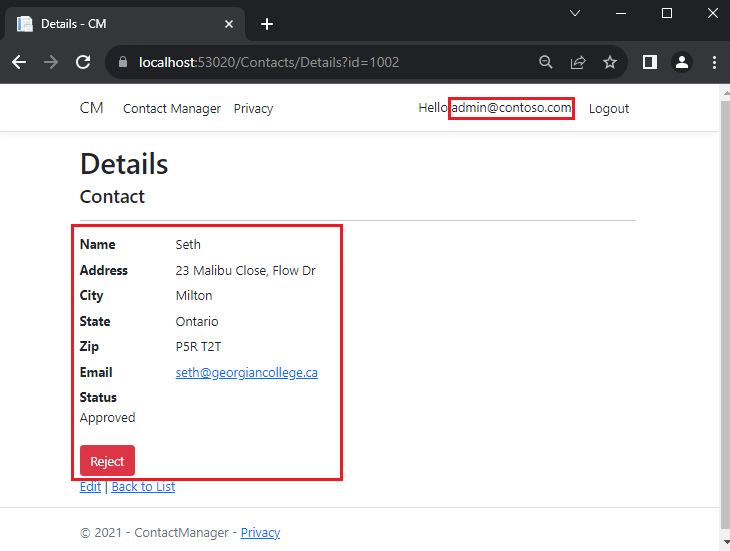 Details - CM
localhost:53020/Contacts/Details?id=1002
CM Contact Manager Privacy Hello admin@contoso.com! Logout
Details
Contact
Name Seth
Address 23 Malibu Close, Flow Dr
City Milton
State Ontario
Zip P5R T2T
Email seth@georgiancollege.ca
Status
Approved
Reject
Edit | Back to List
© 2021 - ContactManager - Privacy